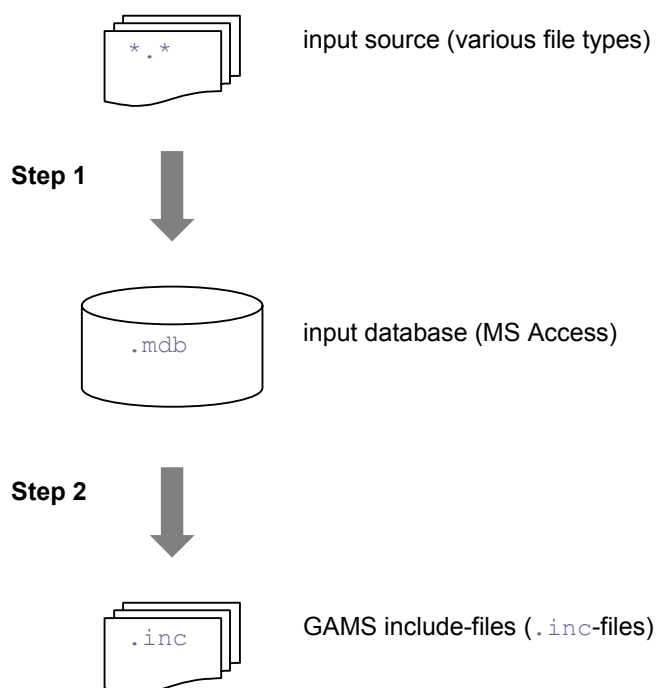 *.*
input source (various file types)
Step 1
.mdb
input database (MS Access)
Step 2
.inc
GAMS include-files (.inc-files)